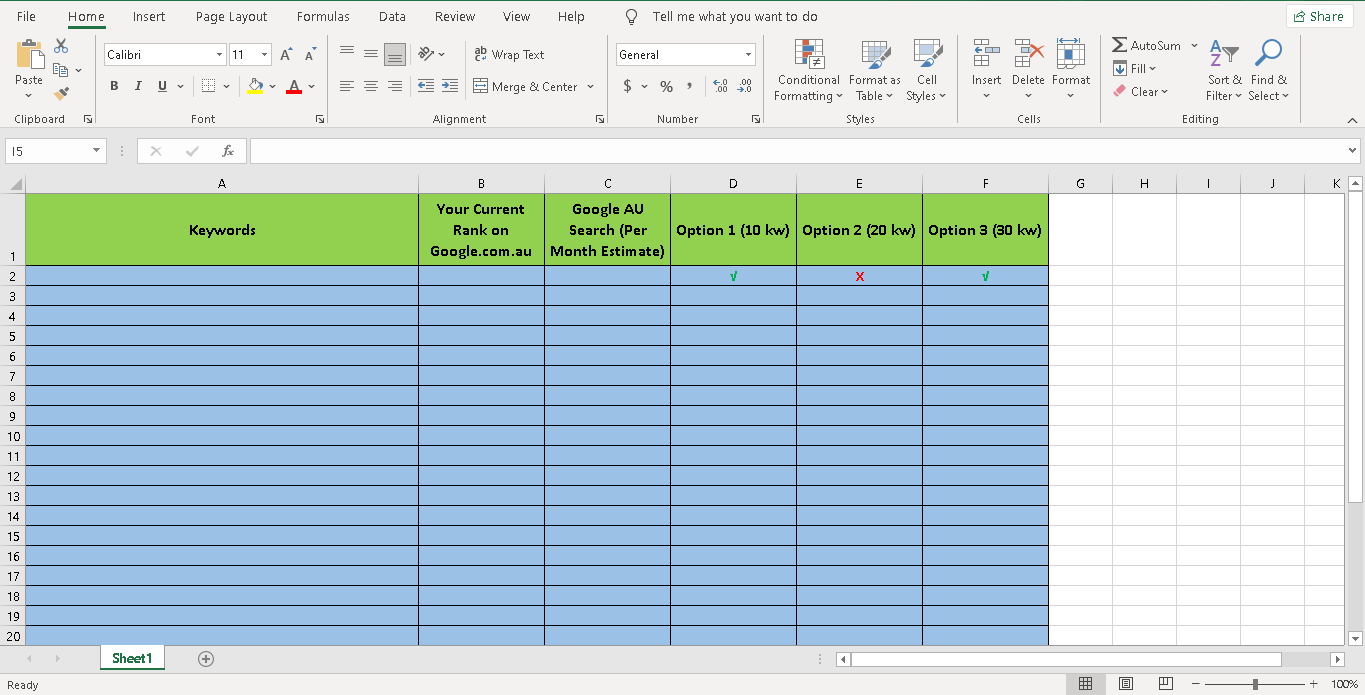 File Home Insert Page Layout Formulas Data Review View Help Tell me what you want to do Share
Calibri 11 ab Wrap Text General Σ AutoSum
Paste Conditional Format as Cell Insert Delete Format Fill Sort & Find &
B I U A Merge & Center $ % , Formatting Table Styles Clear Filter Select
Clipboard Font Alignment Number Styles Cells Editing
I5 fx
A B C D E F G H I J K
1 Keywords Your Current Rank on Google.com.au Google AU Search (Per Month Estimate) Option 1 (10 kw) Option 2 (20 kw) Option 3 (30 kw)
2 √ X √
3
4
5
6
7
8
9
10
11
12
13
14
15
16
17
18
19
20
Sheet1
Ready 100%